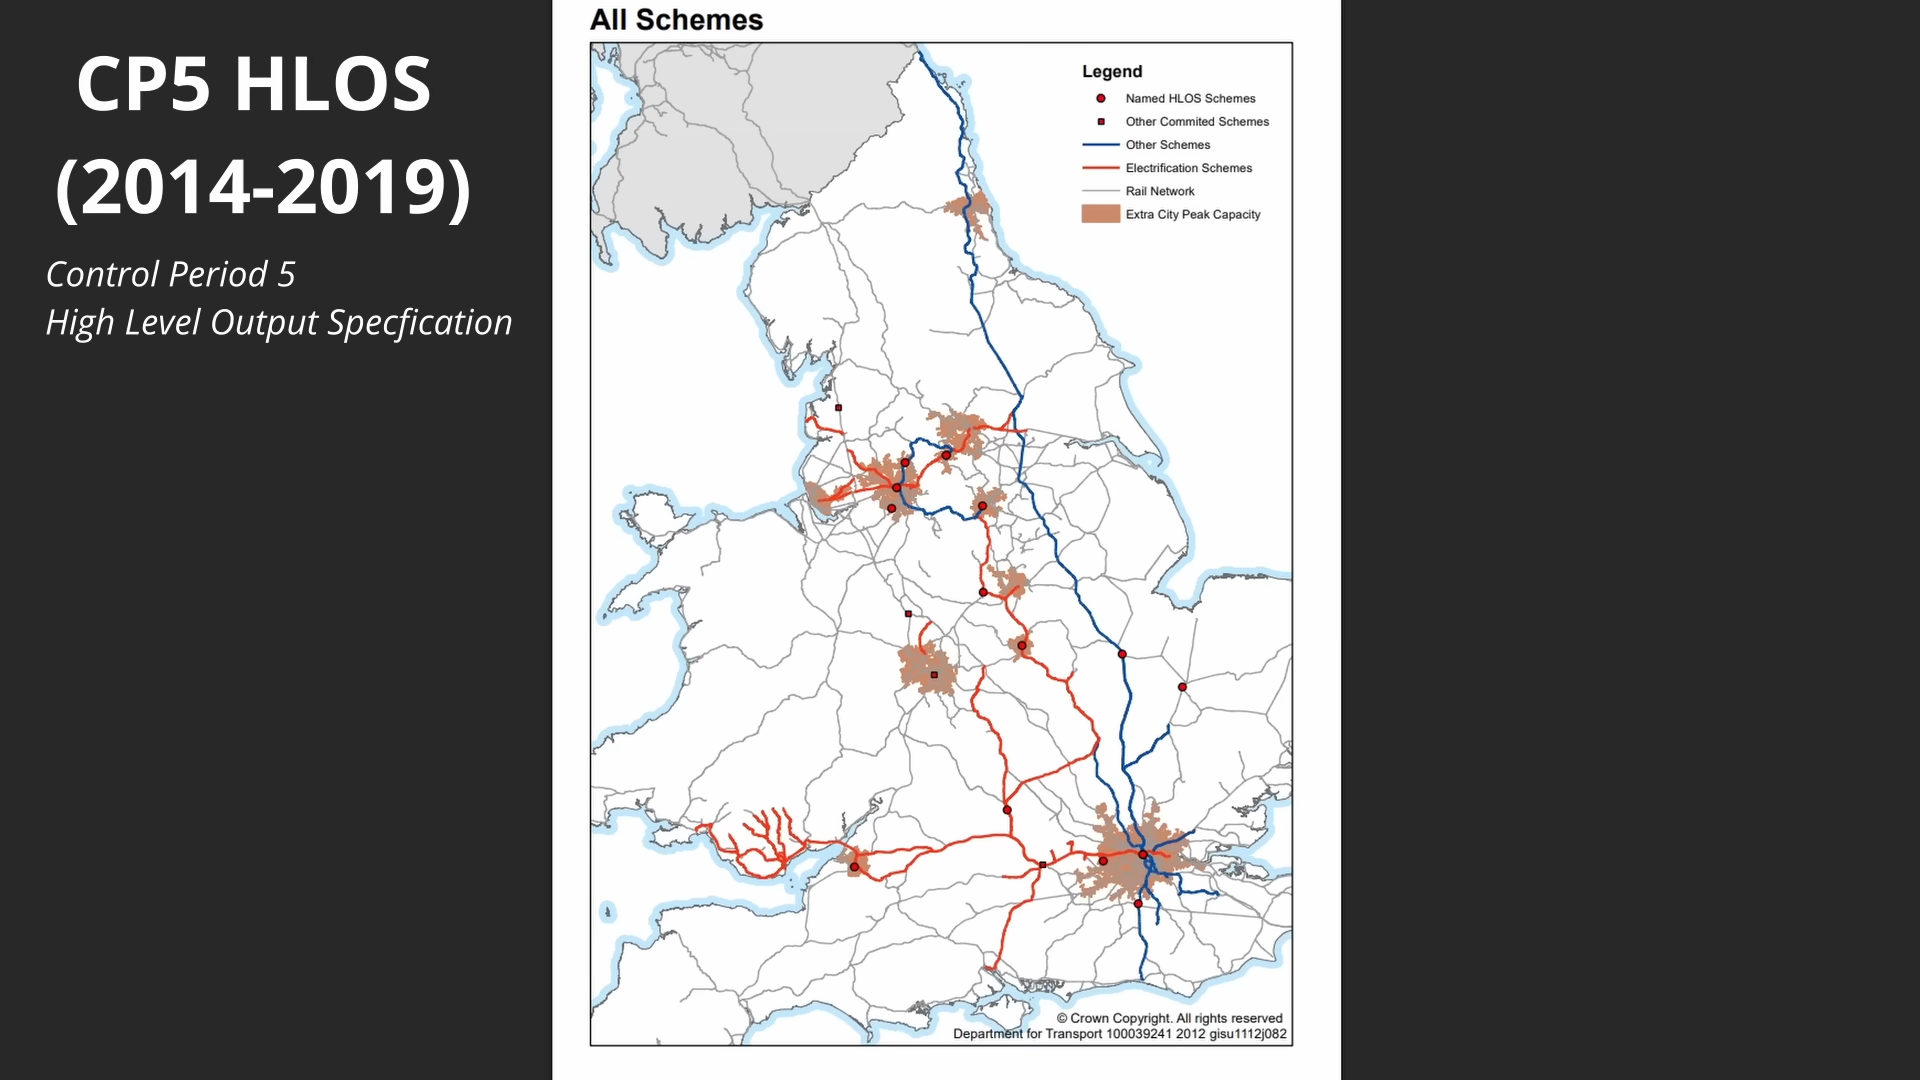 CP5 HLOS
(2014-2019)
Control Period 5
High Level Output Specfication
All Schemes
Legend
Named HLOS Schemes
Other Commited Schemes
Other Schemes
Electrification Schemes
Rail Network
Extra City Peak Capacity
© Crown Copyright. All rights reserved
Department for Transport 100039241 2012 gisu1112j082